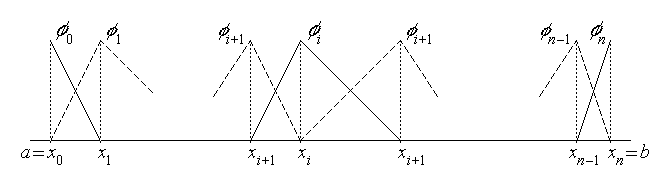 ϕ₀ ϕ₁ ϕᵢ₊₁ ϕᵢ ϕᵢ₊₁ ϕₙ₋₁ ϕₙ
a = x₀ x₁ xᵢ₊₁ xᵢ xᵢ₊₁ xₙ₋₁ xₙ = b